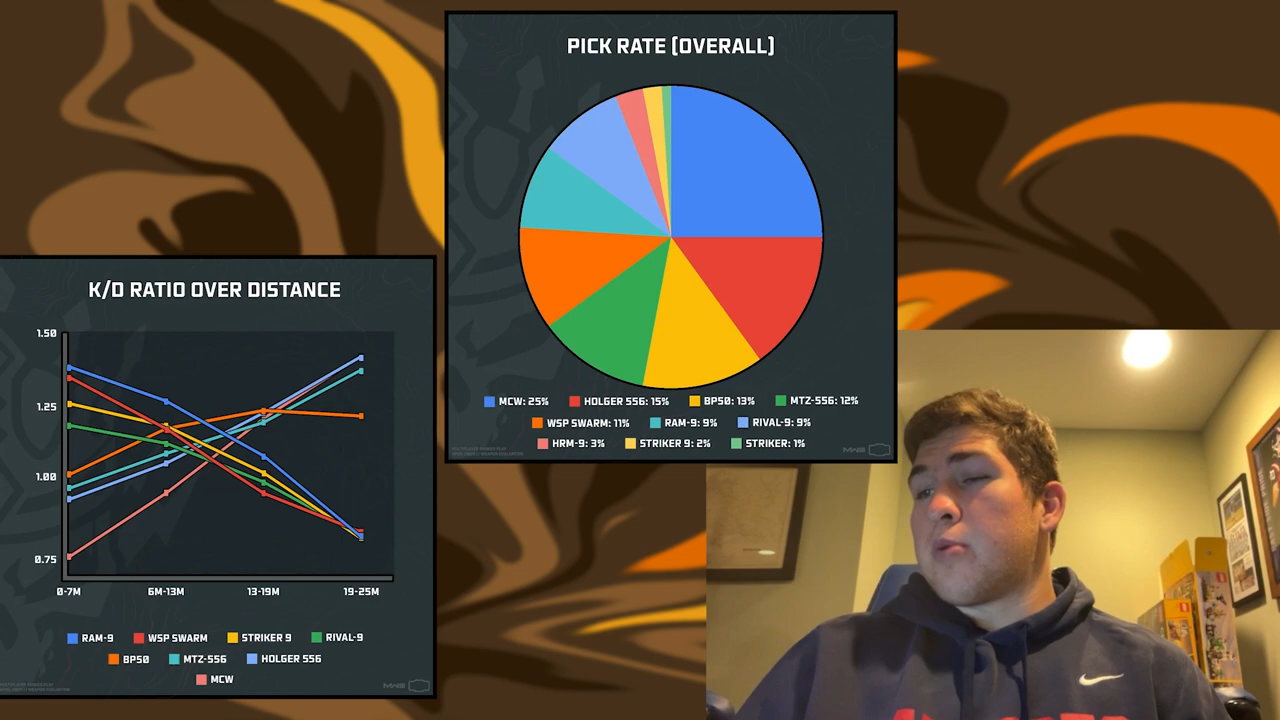 PICK RATE (OVERALL)
MCW: 25% HOLGER 556: 15% BP50: 13% MTZ-556: 12%
WSP SWARM: 11% RAM-9: 9% RIVAL-9: 9%
HRM-9: 3% STRIKER 9: 2% STRIKER: 1%
K/D RATIO OVER DISTANCE
1.50
1.25
1.00
0.75
0-7M 6M-13M 13-19M 19-25M
RAM-9 WSP SWARM STRIKER 9 RIVAL-9
BP50 MTZ-556 HOLGER 556
MCW